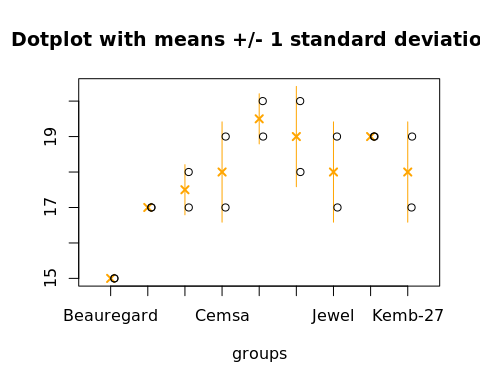 Dotplot with means +/- 1 standard deviatio
19
17
15
Beauregard Cemsa Jewel Kemb-27
groups